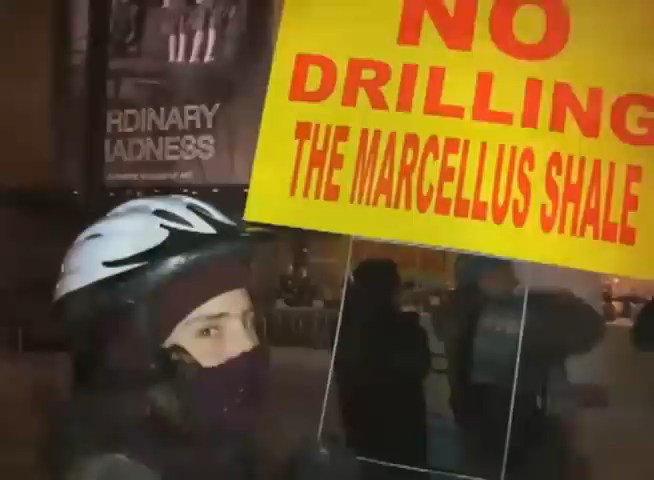 RDINARY
ADNESS
NO
DRILLING
THE MARCELLUS SHALE